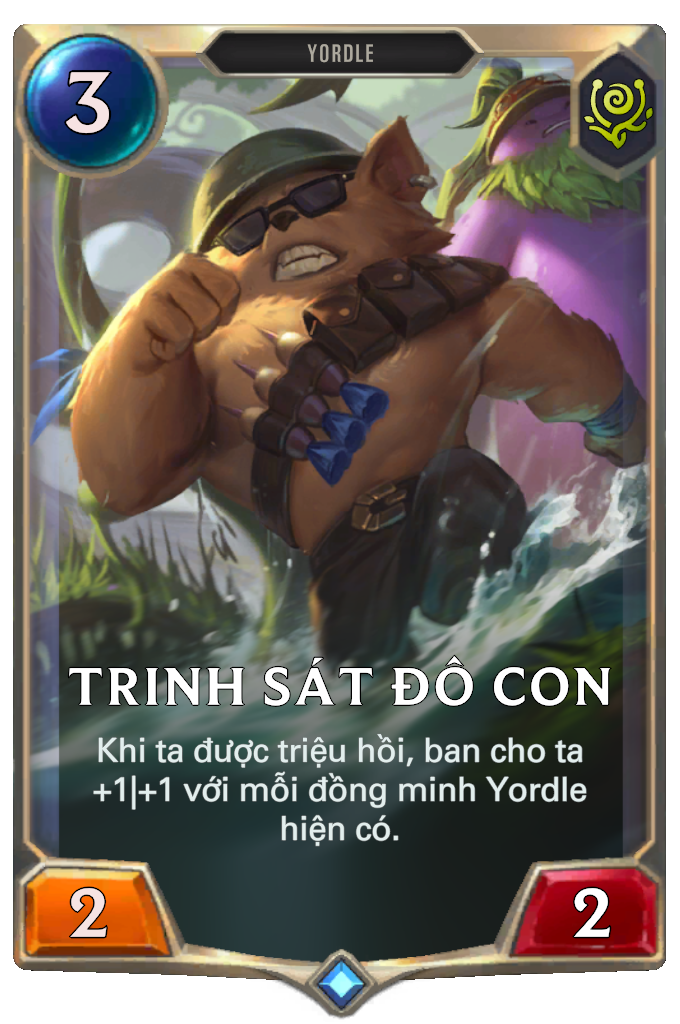 YORDLE
3
TRINH SÁT ĐÔ CON
Khi ta được triệu hồi, ban cho ta
+1|+1 với mỗi đồng minh Yordle
hiện có.
2
2